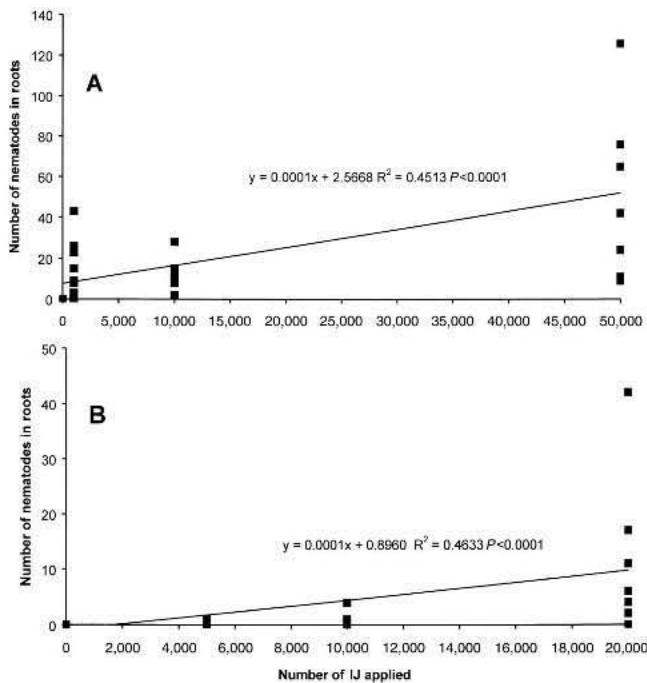 140
120
100
80
60
40
20
0
Number of nematodes in roots
A
y = 0.0001x + 2.5668 R² = 0.4513 P<0.0001
0 5,000 10,000 15,000 20,000 25,000 30,000 35,000 40,000 45,000 50,000
50
40
30
20
10
0
Number of nematodes in roots
B
y = 0.0001x + 0.8960 R² = 0.4633 P<0.0001
0 2,000 4,000 6,000 8,000 10,000 12,000 14,000 16,000 18,000 20,000
Number of IJ applied